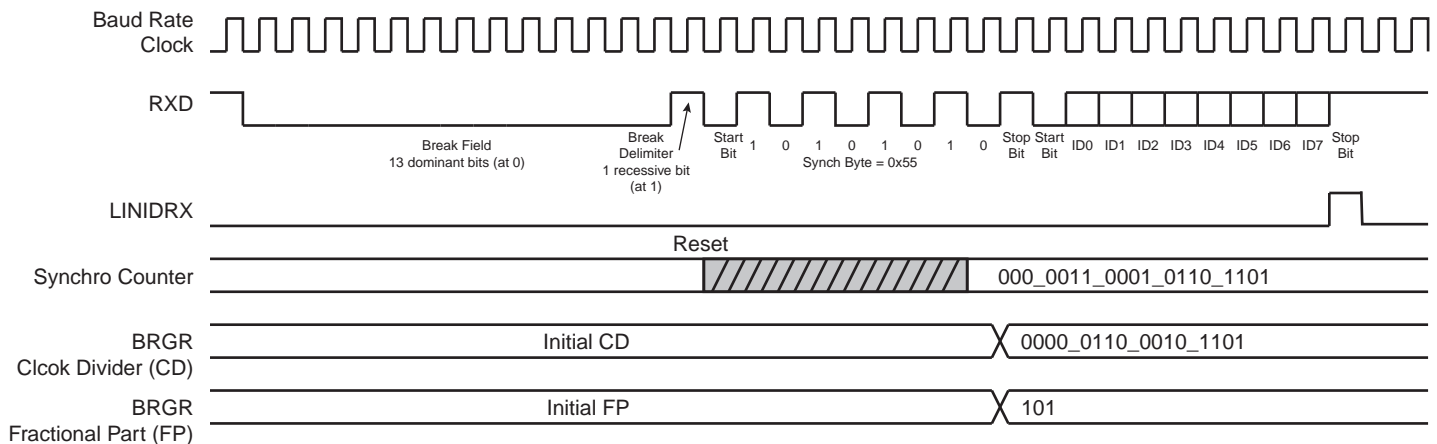 Baud Rate
Clock
RXD
Break Field
13 dominant bits (at 0)
Break
Delimiter
1 recessive bit
(at 1)
Start
Bit
1 0 1 0 1 0 1 0
Synch Byte = 0x55
Stop
Bit
Start
Bit
ID0 ID1 ID2 ID3 ID4 ID5 ID6 ID7
Stop
Bit
LINIDRX
Reset
Synchro Counter
000_0011_0001_0110_1101
BRGR
Clcok Divider (CD)
Initial CD
0000_0110_0010_1101
BRGR
Fractional Part (FP)
Initial FP
101